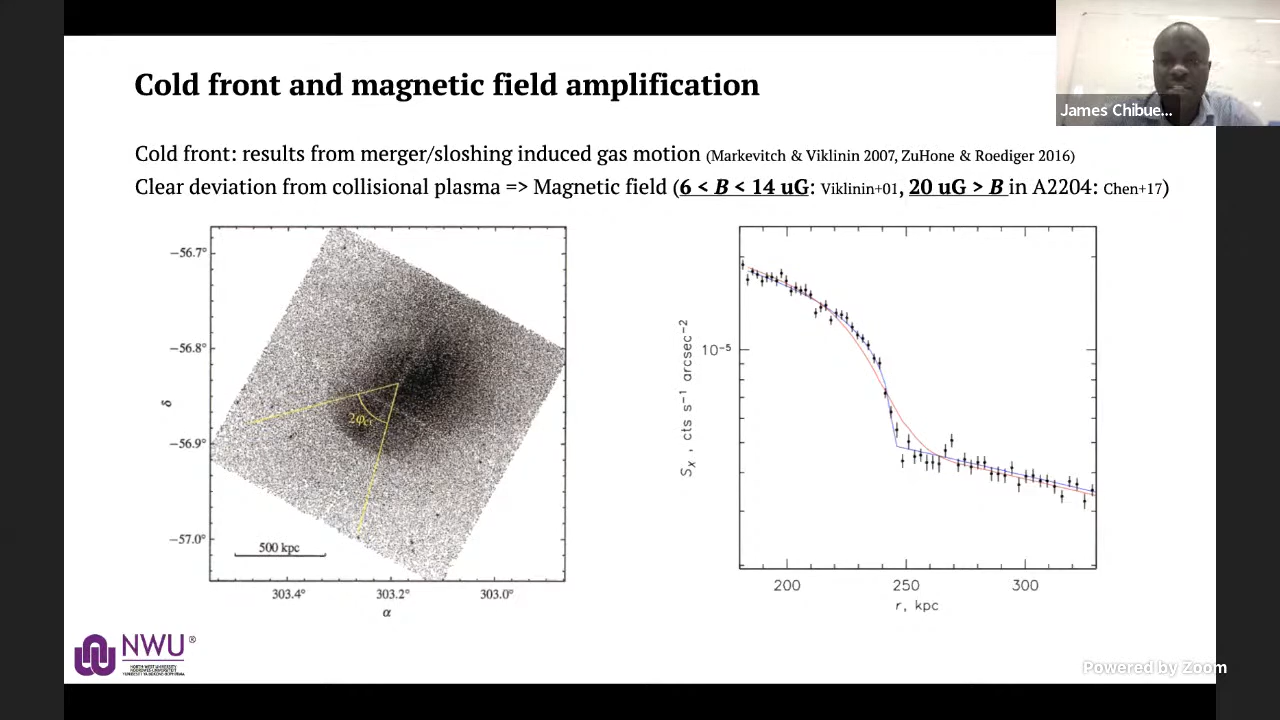 Cold front and magnetic field amplification
James Chibue...
Cold front: results from merger/sloshing induced gas motion (Markevitch & Viklinin 2007, ZuHone & Roediger 2016)
Clear deviation from collisional plasma => Magnetic field (6 < B < 14 uG: Viklinin+01, 20 uG > B in A2204: Chen+17)
−56.7°
−56.8°
−56.9°
−57.0°
δ
500 kpc
303.4°
303.2°
303.0°
α
S_X , cts s⁻¹ arcsec⁻²
10⁻⁵
200
250
300
r, kpc
NWU®
Powered by Zoom